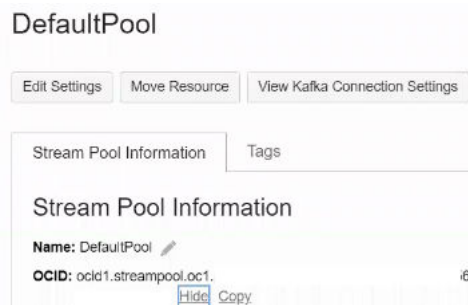 DefaultPool
Edit Settings Move Resource View Kafka Connection Settings
Stream Pool Information Tags
Stream Pool Information
Name: DefaultPool
OCID: ocid1.streampool.oc1.
Hide Copy